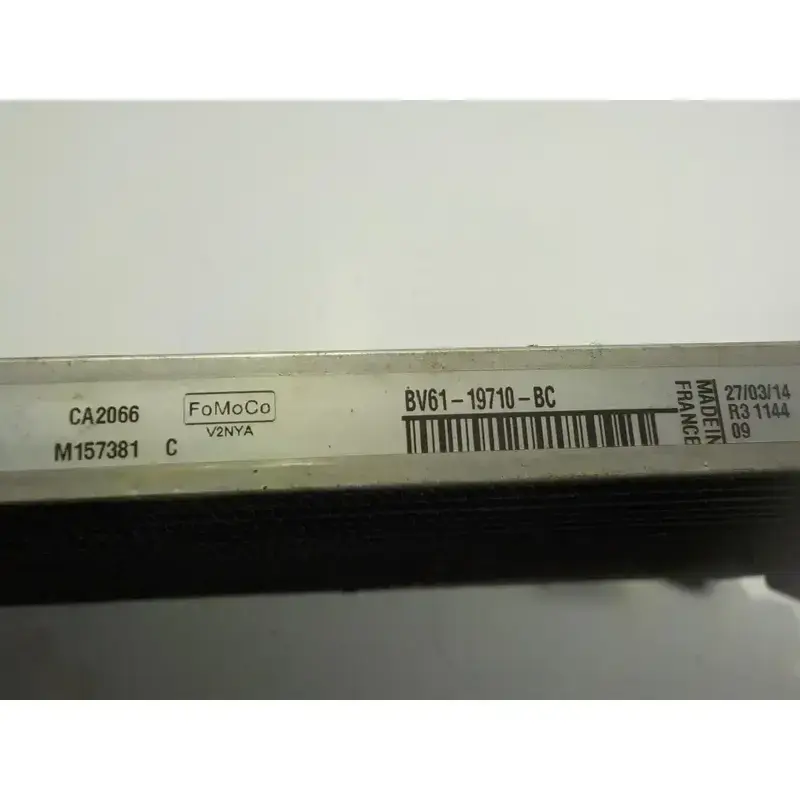 CA2066
M157381 C
FoMoCo
V2NYA
BV61-19710-BC
MADE IN
FRANCE
27/03/14
R3 1144
09